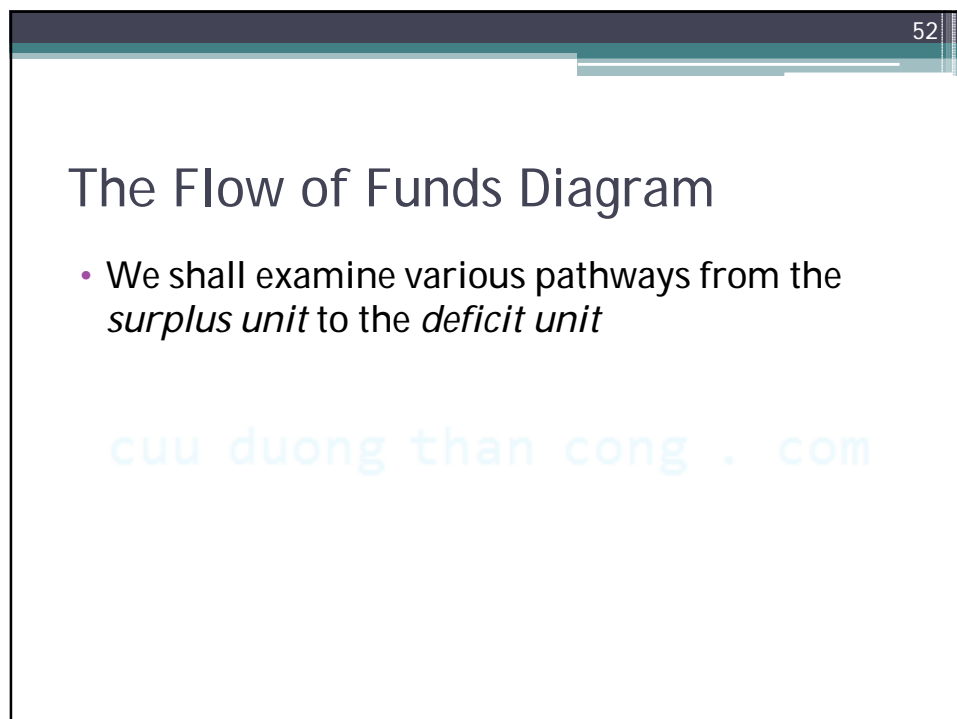 52
The Flow of Funds Diagram
• We shall examine various pathways from the
surplus unit to the deficit unit
cuu duong than cong . com